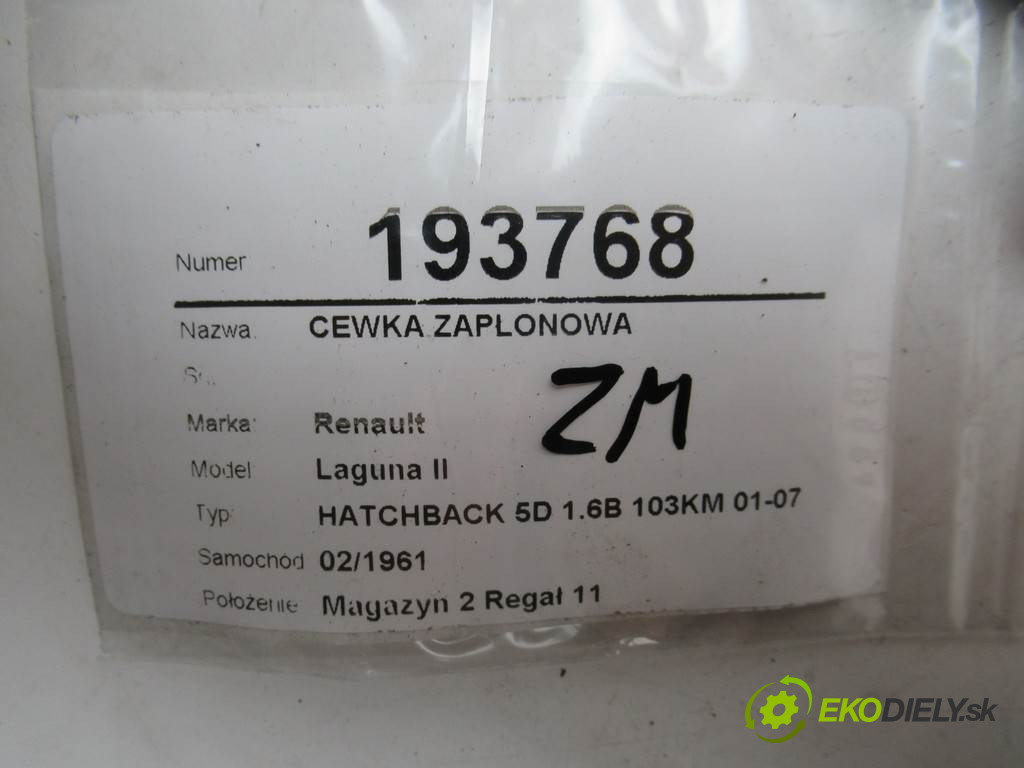 Numer 193768
Nazwa: CEWKA ZAPŁONOWA
Marka: Renault
ZM
Model Laguna II
Typ: HATCHBACK 5D 1.6B 103KM 01-07
Samochód 02/1961
Położenie Magazyn 2 Regał 11
EKODIELY.sk